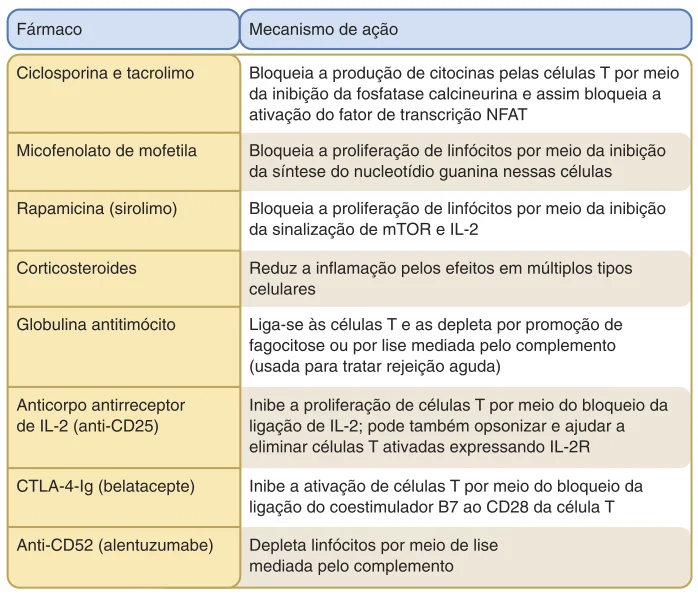 Fármaco
Mecanismo de ação
Ciclosporina e tacrolimo
Bloqueia a produção de citocinas pelas células T por meio
da inibição da fosfatase calcineurina e assim bloqueia a
ativação do fator de transcrição NFAT
Micofenolato de mofetila
Bloqueia a proliferação de linfócitos por meio da inibição
da síntese do nucleotídio guanina nessas células
Rapamicina (sirolimo)
Bloqueia a proliferação de linfócitos por meio da inibição
da sinalização de mTOR e IL-2
Corticosteroides
Reduz a inflamação pelos efeitos em múltiplos tipos
celulares
Globulina antitimócito
Liga-se às células T e as depleta por promoção de
fagocitose ou por lise mediada pelo complemento
(usada para tratar rejeição aguda)
Anticorpo antirreceptor
de IL-2 (anti-CD25)
Inibe a proliferação de células T por meio do bloqueio da
ligação de IL-2; pode também opsonizar e ajudar a
eliminar células T ativadas expressando IL-2R
CTLA-4-Ig (belatacepte)
Inibe a ativação de células T por meio do bloqueio da
ligação do coestimulador B7 ao CD28 da célula T
Anti-CD52 (alentuzumabe)
Depleta linfócitos por meio de lise
mediada pelo complemento